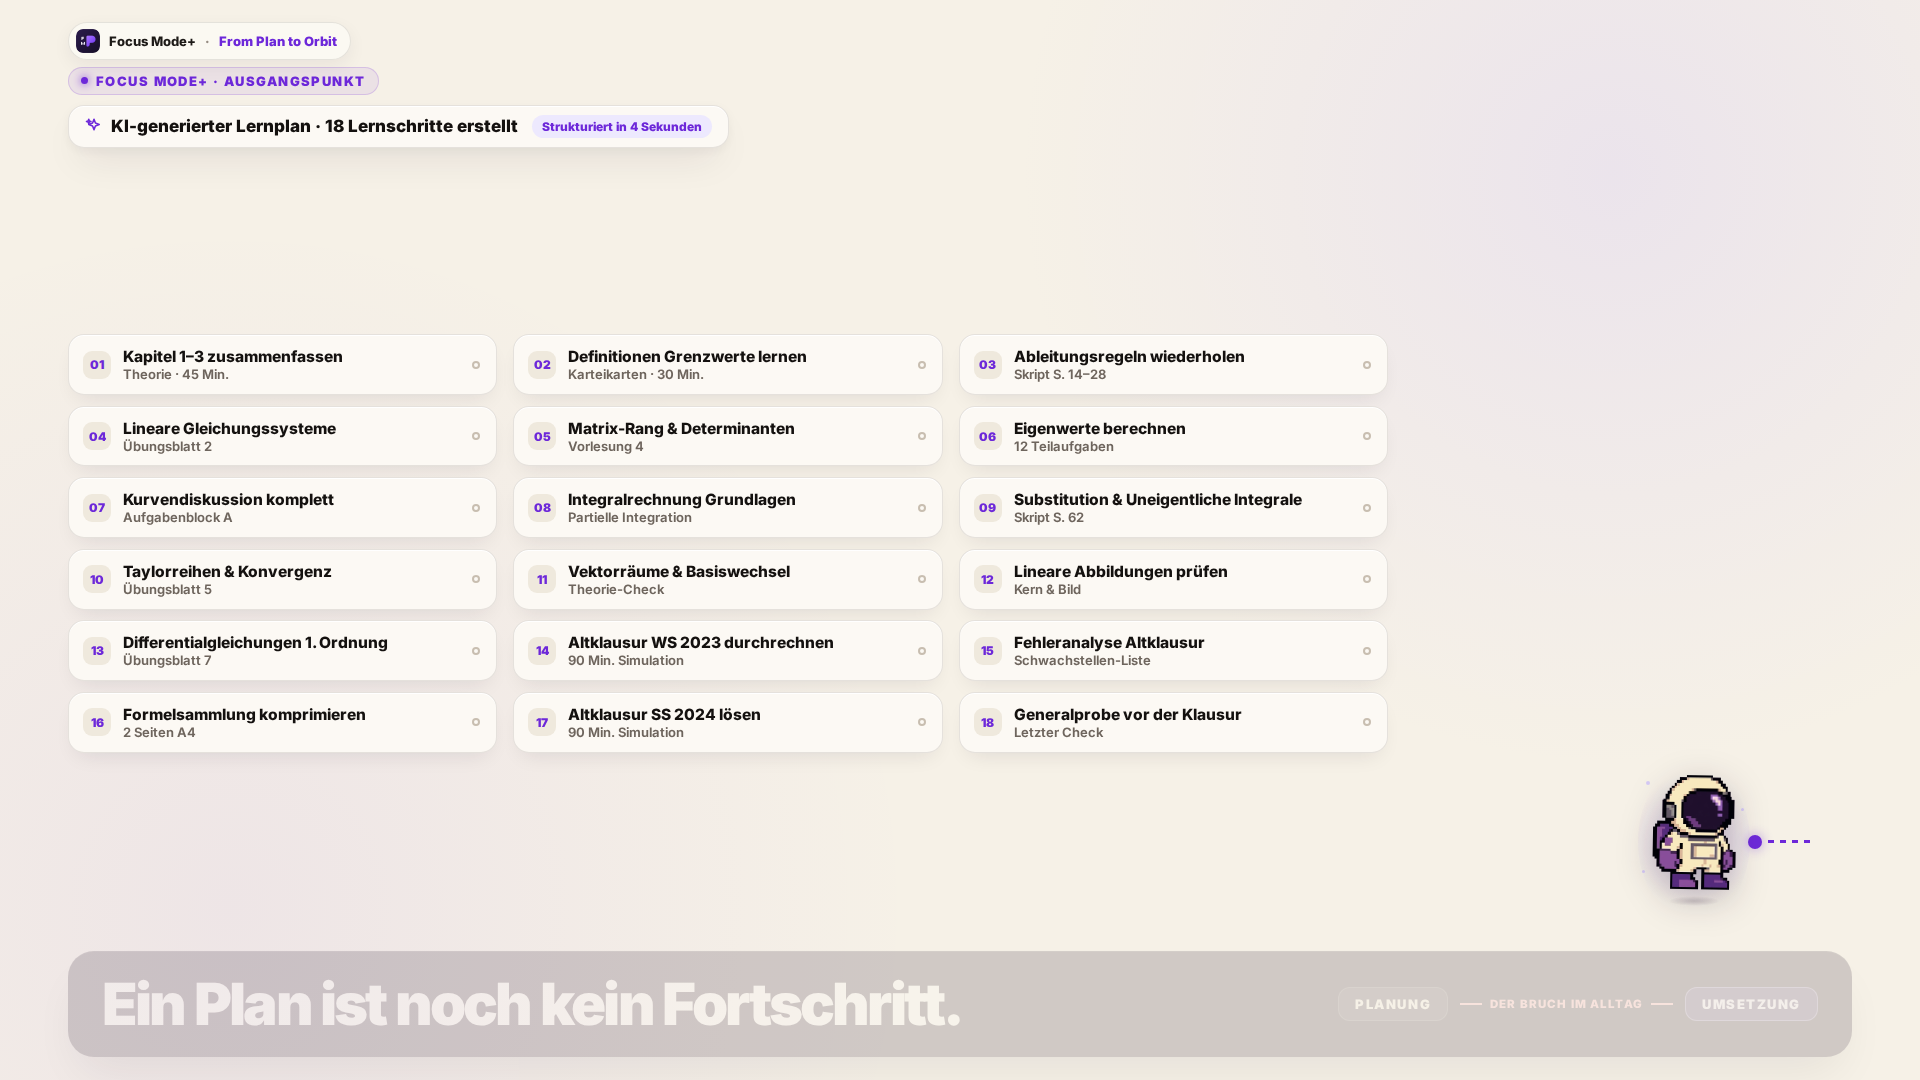 Focus Mode+ · From Plan to Orbit
FOCUS MODE+ · AUSGANGSPUNKT
KI-generierter Lernplan · 18 Lernschritte erstellt Strukturiert in 4 Sekunden
01 Kapitel 1–3 zusammenfassen
Theorie · 45 Min.
02 Definitionen Grenzwerte lernen
Karteikarten · 30 Min.
03 Ableitungsregeln wiederholen
Skript S. 14–28
04 Lineare Gleichungssysteme
Übungsblatt 2
05 Matrix-Rang & Determinanten
Vorlesung 4
06 Eigenwerte berechnen
12 Teilaufgaben
07 Kurvendiskussion komplett
Aufgabenblock A
08 Integralrechnung Grundlagen
Partielle Integration
09 Substitution & Uneigentliche Integrale
Skript S. 62
10 Taylorreihen & Konvergenz
Übungsblatt 5
11 Vektorräume & Basiswechsel
Theorie-Check
12 Lineare Abbildungen prüfen
Kern & Bild
13 Differentialgleichungen 1. Ordnung
Übungsblatt 7
14 Altklausur WS 2023 durchrechnen
90 Min. Simulation
15 Fehleranalyse Altklausur
Schwachstellen-Liste
16 Formelsammlung komprimieren
2 Seiten A4
17 Altklausur SS 2024 lösen
90 Min. Simulation
18 Generalprobe vor der Klausur
Letzter Check
Ein Plan ist noch kein Fortschritt.
PLANUNG DER BRUCH IM ALLTAG UMSETZUNG